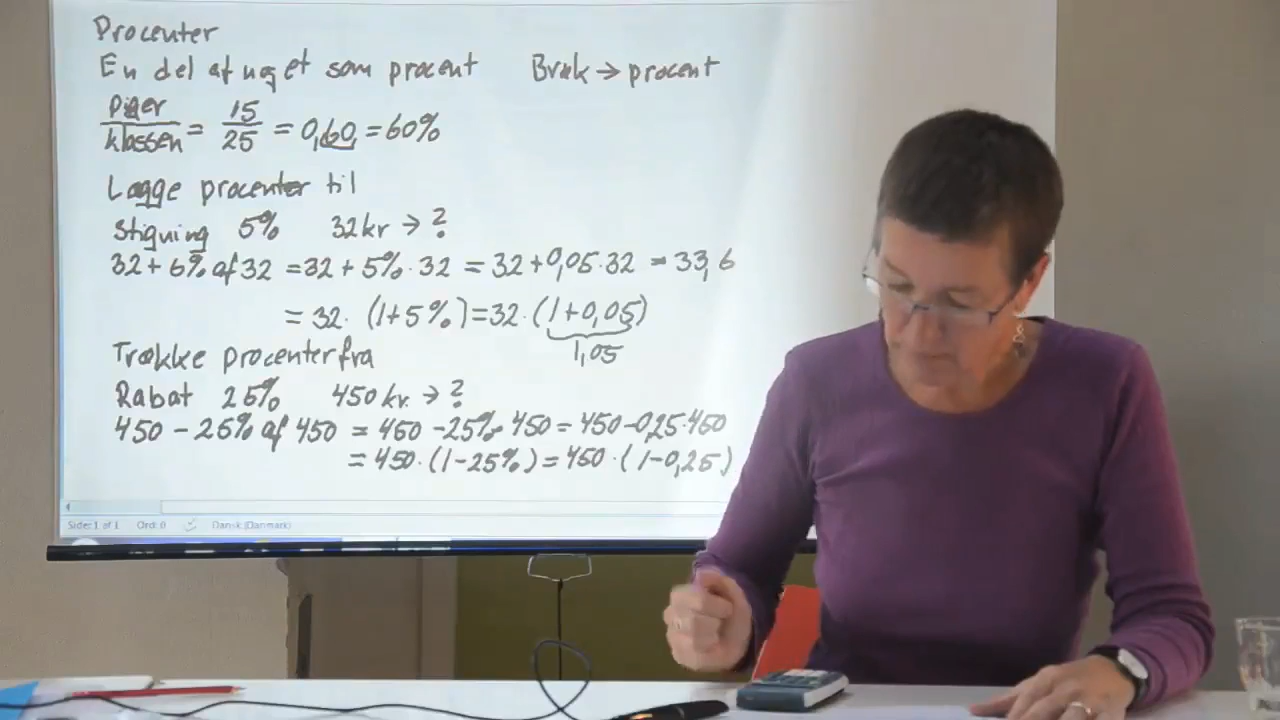 Procenter
En del af noget som procent Brøk → procent
Piger/klassen = 15/25 = 0,60 = 60%
Lægge procenter til
Stigning 5% 32 kr → ?
32 + 5% af 32 = 32 + 5% · 32 = 32 + 0,05 · 32 = 33,6
= 32 · (1+5%) = 32 · (1+0,05)
1,05
Trække procenter fra
Rabat 25% 450 kr. → ?
450 - 25% af 450 = 450 - 25% · 450 = 450 - 0,25 · 450
= 450 · (1-25%) = 450 · (1-0,25)
Side: 1 af 1 Ord: 0 Dansk (Danmark)